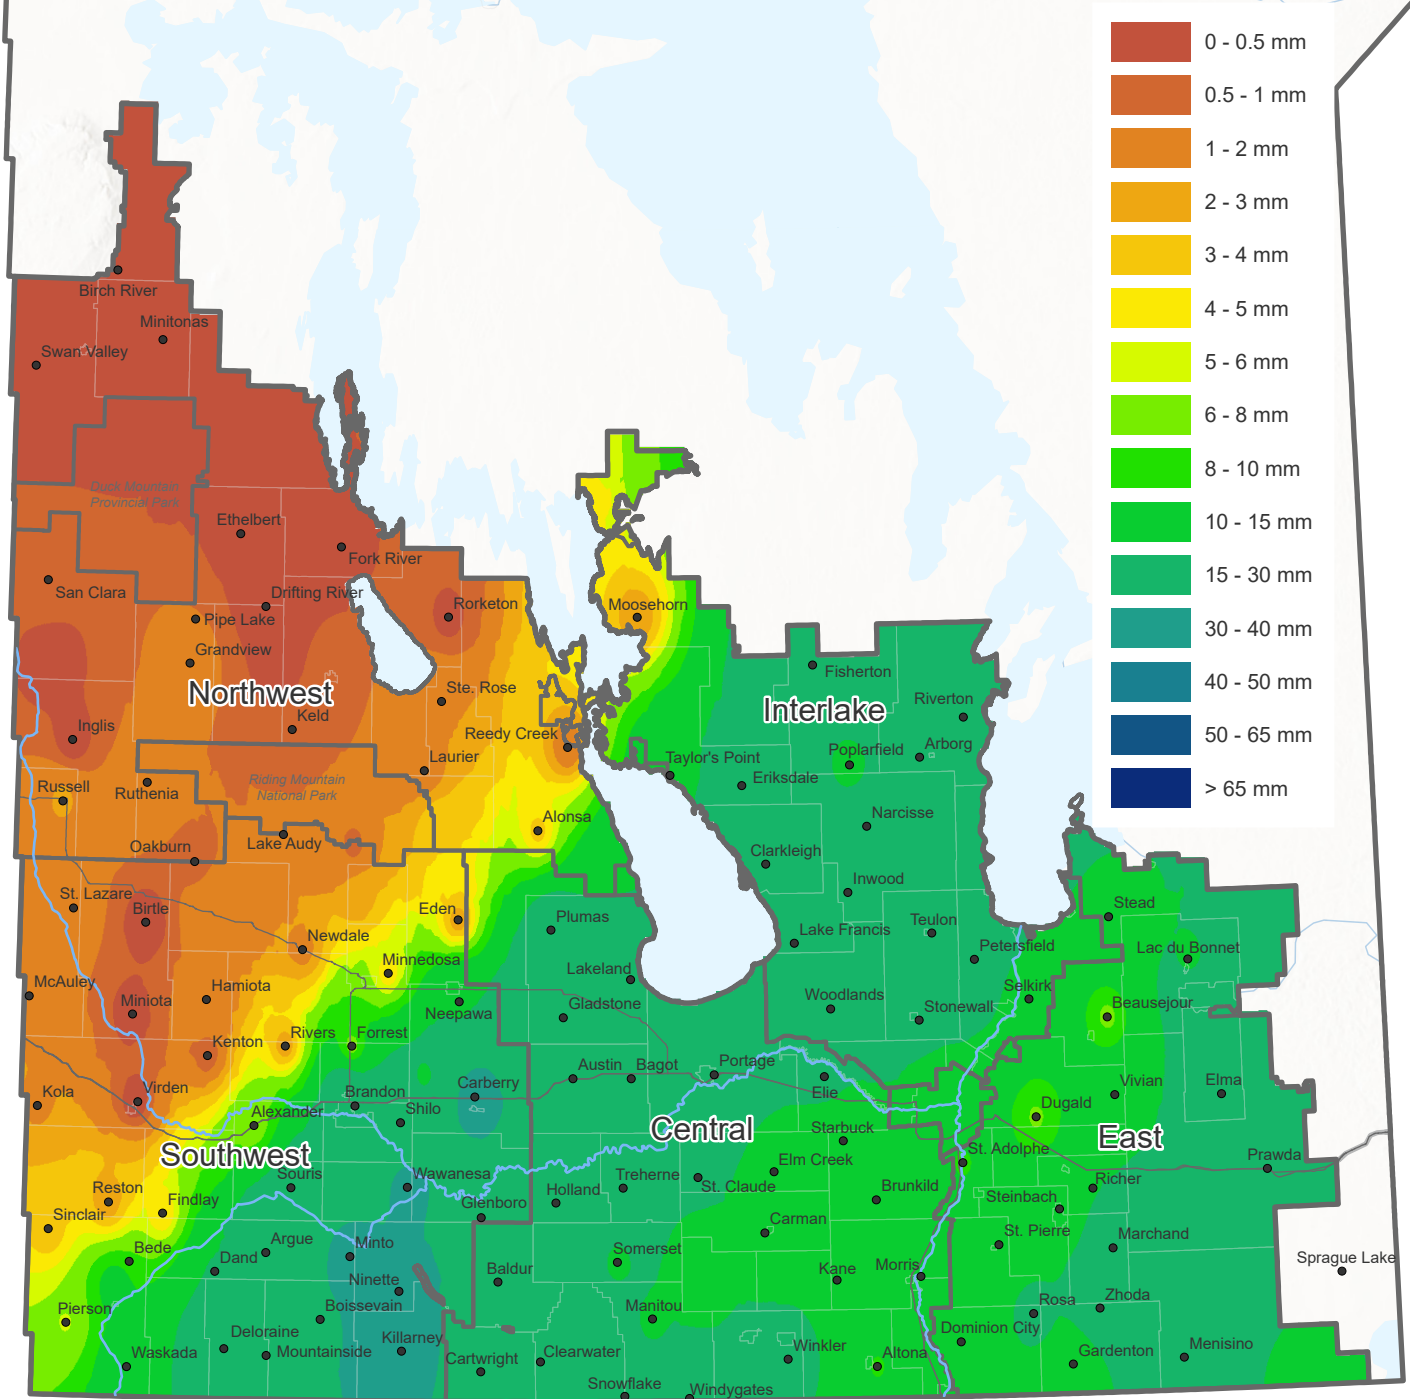 0 - 0.5 mm
0.5 - 1 mm
1 - 2 mm
2 - 3 mm
3 - 4 mm
4 - 5 mm
5 - 6 mm
6 - 8 mm
8 - 10 mm
10 - 15 mm
15 - 30 mm
30 - 40 mm
40 - 50 mm
50 - 65 mm
> 65 mm
Birch River
Minitonas
Swan Valley
Duck Mountain
Provincial Park
Ethelbert
Fork River
San Clara
Drifting River
Rorketon
Moosehorn
Pipe Lake
Grandview
Fisherton
Northwest
Ste. Rose
Interlake
Riverton
Inglis
Keld
Reedy Creek
Laurier
Taylor's Point
Poplarfield
Arborg
Eriksdale
Russell
Ruthenia
Riding Mountain
National Park
Alonsa
Narcisse
Oakburn
Lake Audy
Clarkleigh
Inwood
St. Lazare
Birtle
Eden
Plumas
Teulon
Stead
Newdale
Lake Francis
Petersfield
Lac du Bonnet
Minnedosa
Lakeland
McAuley
Miniota
Hamiota
Neepawa
Gladstone
Woodlands
Stonewall
Selkirk
Beausejour
Kenton
Rivers
Forrest
Austin
Bagot
Portage
Elie
Kola
Virden
Brandon
Carberry
Vivian
Elma
Alexander
Shilo
Dugald
Central
Starbuck
East
Southwest
St. Adolphe
Prawda
Souris
Wawanesa
Elm Creek
Treherne
St. Claude
Richer
Reston
Findlay
Holland
Brunkild
Steinbach
Sinclair
Glenboro
Carman
St. Pierre
Marchand
Bede
Argue
Minto
Dand
Somerset
Sprague Lake
Baldur
Kane
Morris
Ninette
Pierson
Boissevain
Manitou
Rosa
Zhoda
Deloraine
Killarney
Dominion City
Waskada
Mountainside
Cartwright
Clearwater
Winkler
Altona
Gardenton
Menisino
Snowflake
Windygates